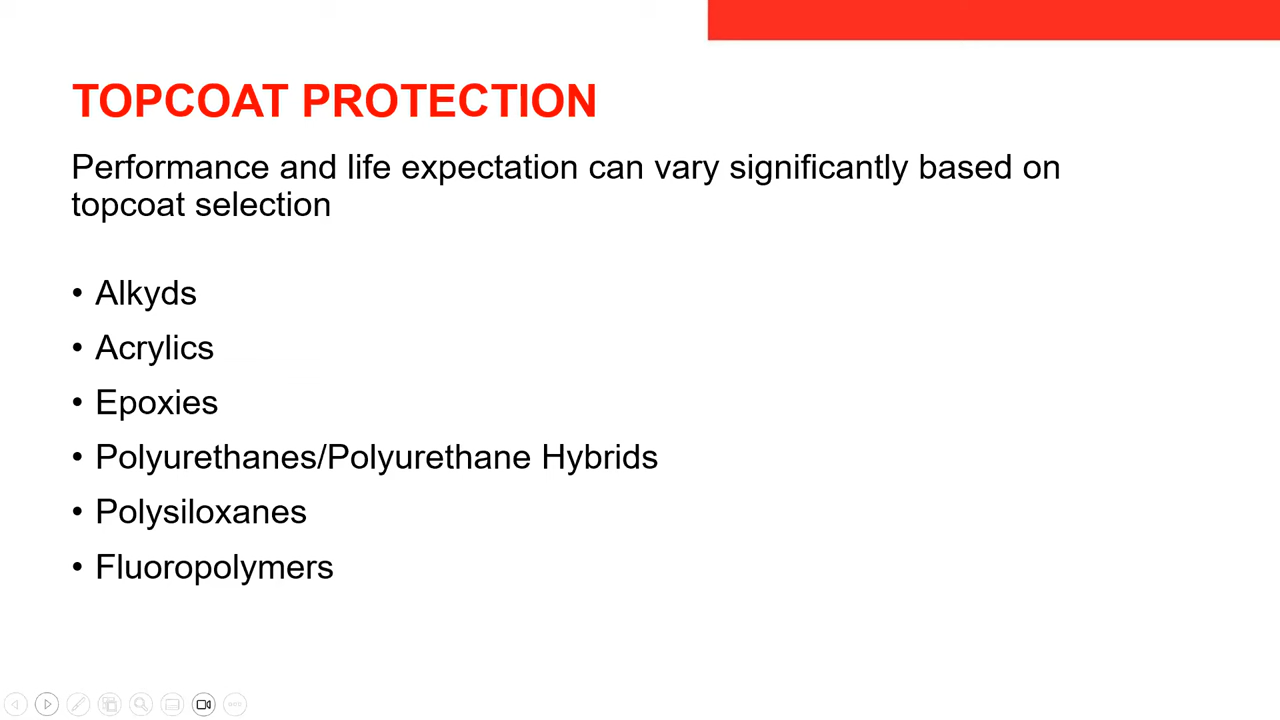 TOPCOAT PROTECTION
Performance and life expectation can vary significantly based on
topcoat selection
• Alkyds
• Acrylics
• Epoxies
• Polyurethanes/Polyurethane Hybrids
• Polysiloxanes
• Fluoropolymers